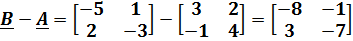 B − A = [−5 1; 2 −3] − [3 2; −1 4] = [−8 −1; 3 −7]